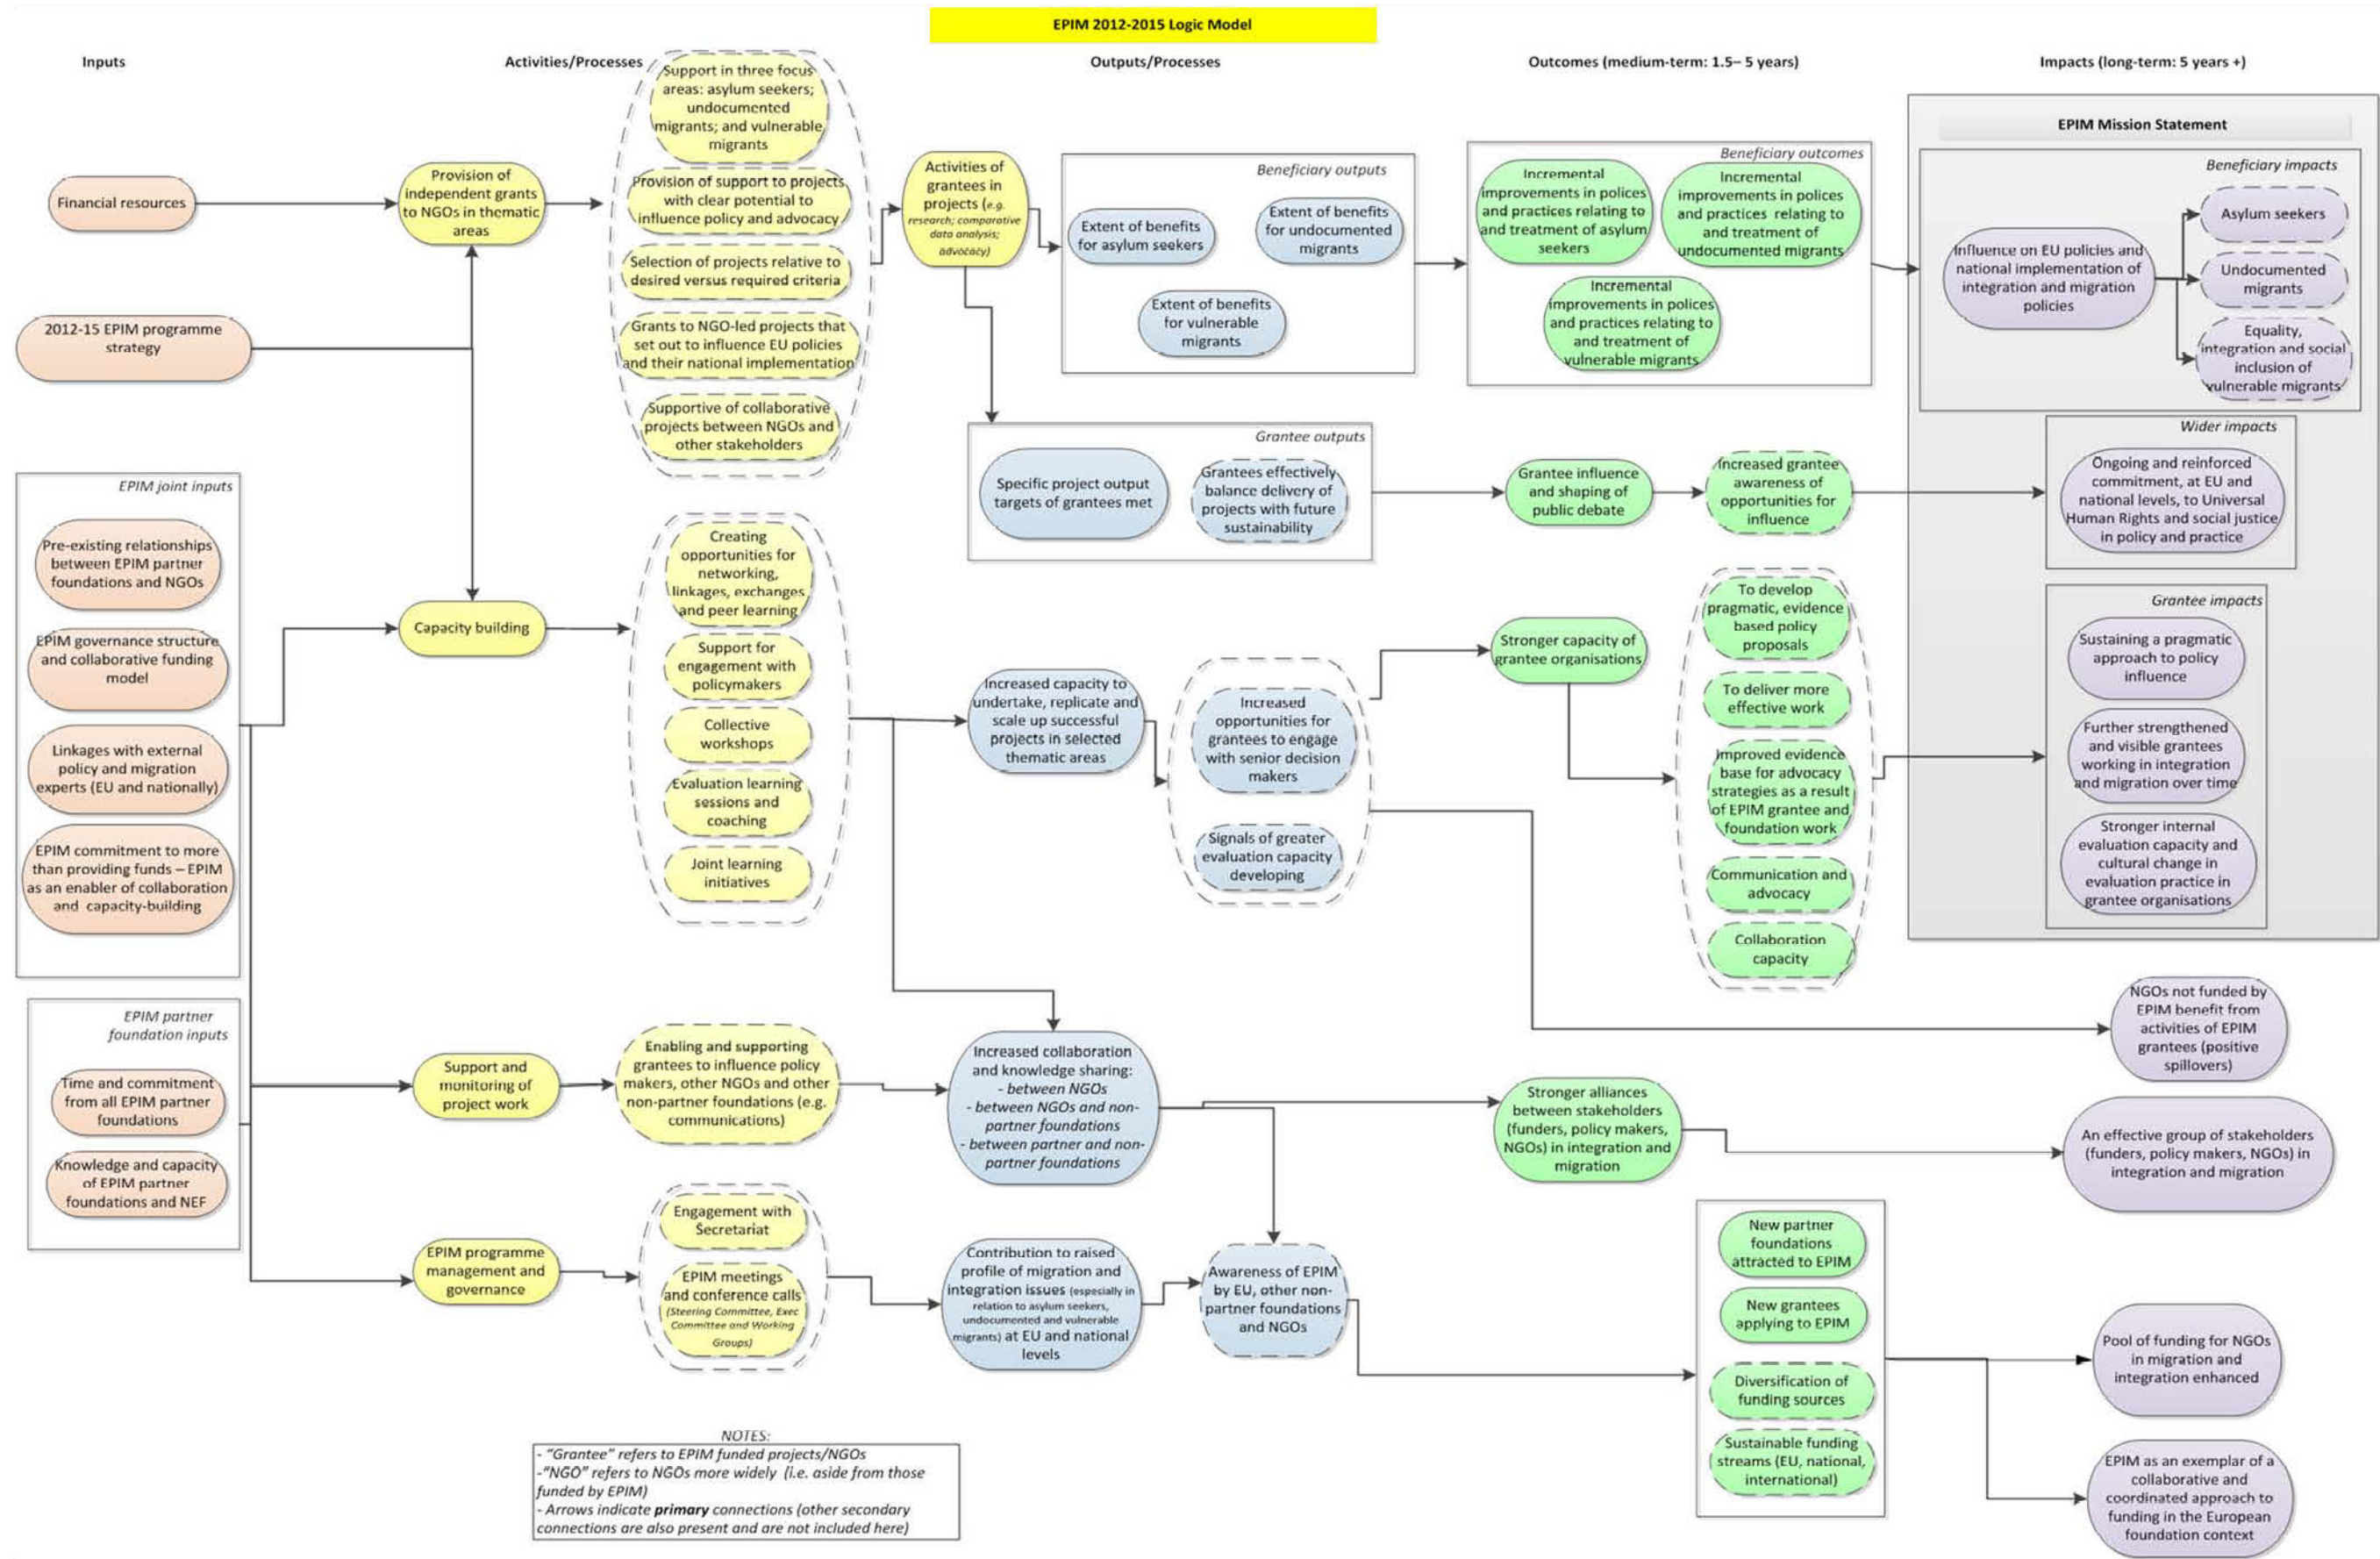 EPIM 2012-2015 Logic Model
Inputs
Activities/Processes
Outputs/Processes
Outcomes (medium-term: 1.5– 5 years)
Impacts (long-term: 5 years +)
Financial resources
2012-15 EPIM programme
strategy
EPIM joint inputs
Pre-existing relationships
between EPIM partner
foundations and NGOs
EPIM governance structure
and collaborative funding
model
Linkages with external
policy and migration
experts (EU and nationally)
EPIM commitment to more
than providing funds – EPIM
as an enabler of collaboration
and capacity-building
EPIM partner
foundation inputs
Time and commitment
from all EPIM partner
foundations
Knowledge and capacity
of EPIM partner
foundations and NEF
Provision of
independent grants
to NGOs in thematic
areas
Capacity building
Support and
monitoring of
project work
EPIM programme
management and
governance
Support in three focus
areas: asylum seekers;
undocumented
migrants; and vulnerable
migrants
Provision of support to projects
with clear potential to
influence policy and advocacy
Selection of projects relative to
desired versus required criteria
Grants to NGO-led projects that
set out to influence EU policies
and their national implementation
Supportive of collaborative
projects between NGOs and
other stakeholders
Creating
opportunities for
networking,
linkages, exchanges
and peer learning
Support for
engagement with
policymakers
Collective
workshops
Evaluation learning
sessions and
coaching
Joint learning
initiatives
Enabling and supporting
grantees to influence policy
makers, other NGOs and other
non-partner foundations (e.g.
communications)
Engagement with
Secretariat
EPIM meetings
and conference calls
(Steering Committee, Exec
Committee and Working
Groups)
Activities of
grantees in
projects (e.g.
research; comparative
data analysis;
advocacy)
Beneficiary outputs
Extent of benefits
for asylum seekers
Extent of benefits
for undocumented
migrants
Extent of benefits
for vulnerable
migrants
Grantee outputs
Specific project output
targets of grantees met
Grantees effectively
balance delivery of
projects with future
sustainability
Increased capacity to
undertake, replicate and
scale up successful
projects in selected
thematic areas
Increased
opportunities for
grantees to engage
with senior decision
makers
Signals of greater
evaluation capacity
developing
Increased collaboration
and knowledge sharing:
- between NGOs
- between NGOs and non-
partner foundations
- between partner and non-
partner foundations
Contribution to raised
profile of migration and
integration issues (especially in
relation to asylum seekers,
undocumented and vulnerable
migrants) at EU and national
levels
Awareness of EPIM
by EU, other non-
partner foundations
and NGOs
Beneficiary outcomes
Incremental
improvements in polices
and practices relating to
and treatment of asylum
seekers
Incremental
improvements in polices
and practices relating to
and treatment of
undocumented migrants
Incremental
improvements in polices
and practices relating to
and treatment of
vulnerable migrants
Grantee influence
and shaping of
public debate
Increased grantee
awareness of
opportunities for
influence
Stronger capacity of
grantee organisations
To develop
pragmatic, evidence
based policy
proposals
To deliver more
effective work
Improved evidence
base for advocacy
strategies as a result
of EPIM grantee and
foundation work
Communication and
advocacy
Collaboration
capacity
Stronger alliances
between stakeholders
(funders, policy makers,
NGOs) in integration and
migration
New partner
foundations
attracted to EPIM
New grantees
applying to EPIM
Diversification of
funding sources
Sustainable funding
streams (EU, national,
international)
EPIM Mission Statement
Beneficiary impacts
Influence on EU policies and
national implementation of
integration and migration
policies
Asylum seekers
Undocumented
migrants
Equality,
integration and social
inclusion of
vulnerable migrants
Wider impacts
Ongoing and reinforced
commitment, at EU and
national levels, to Universal
Human Rights and social justice
in policy and practice
Grantee impacts
Sustaining a pragmatic
approach to policy
influence
Further strengthened
and visible grantees
working in integration
and migration over time
Stronger internal
evaluation capacity and
cultural change in
evaluation practice in
grantee organisations
NGOs not funded by
EPIM benefit from
activities of EPIM
grantees (positive
spillovers)
An effective group of stakeholders
(funders, policy makers, NGOs) in
integration and migration
Pool of funding for NGOs
in migration and
integration enhanced
EPIM as an exemplar of a
collaborative and
coordinated approach to
funding in the European
foundation context
NOTES:
- “Grantee” refers to EPIM funded projects/NGOs
-“NGO” refers to NGOs more widely (i.e. aside from those
funded by EPIM)
- Arrows indicate primary connections (other secondary
connections are also present and are not included here)